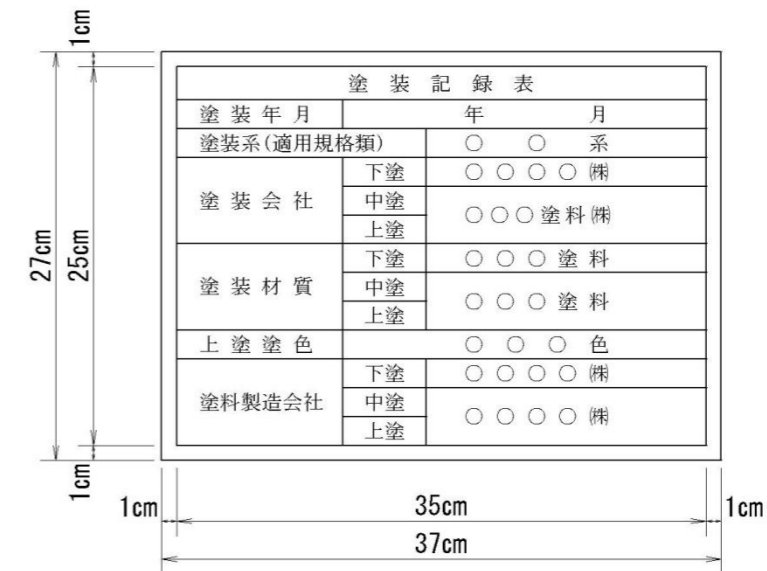 1cm
塗 装 記 録 表
塗 装 年 月 年 月
塗装系(適用規格類) ○ ○ 系
塗 装 会 社
下塗 ○ ○ ○ ○ ㈱
中塗
上塗
○ ○ ○ 塗 料 ㈱
塗 装 材 質
下塗 ○ ○ ○ 塗 料
中塗
上塗
○ ○ ○ 塗 料
上 塗 塗 色 ○ ○ ○ 色
塗料製造会社
下塗 ○ ○ ○ ○ ㈱
中塗
上塗
○ ○ ○ ○ ㈱
27cm
25cm
1cm
1cm
35cm
1cm
37cm